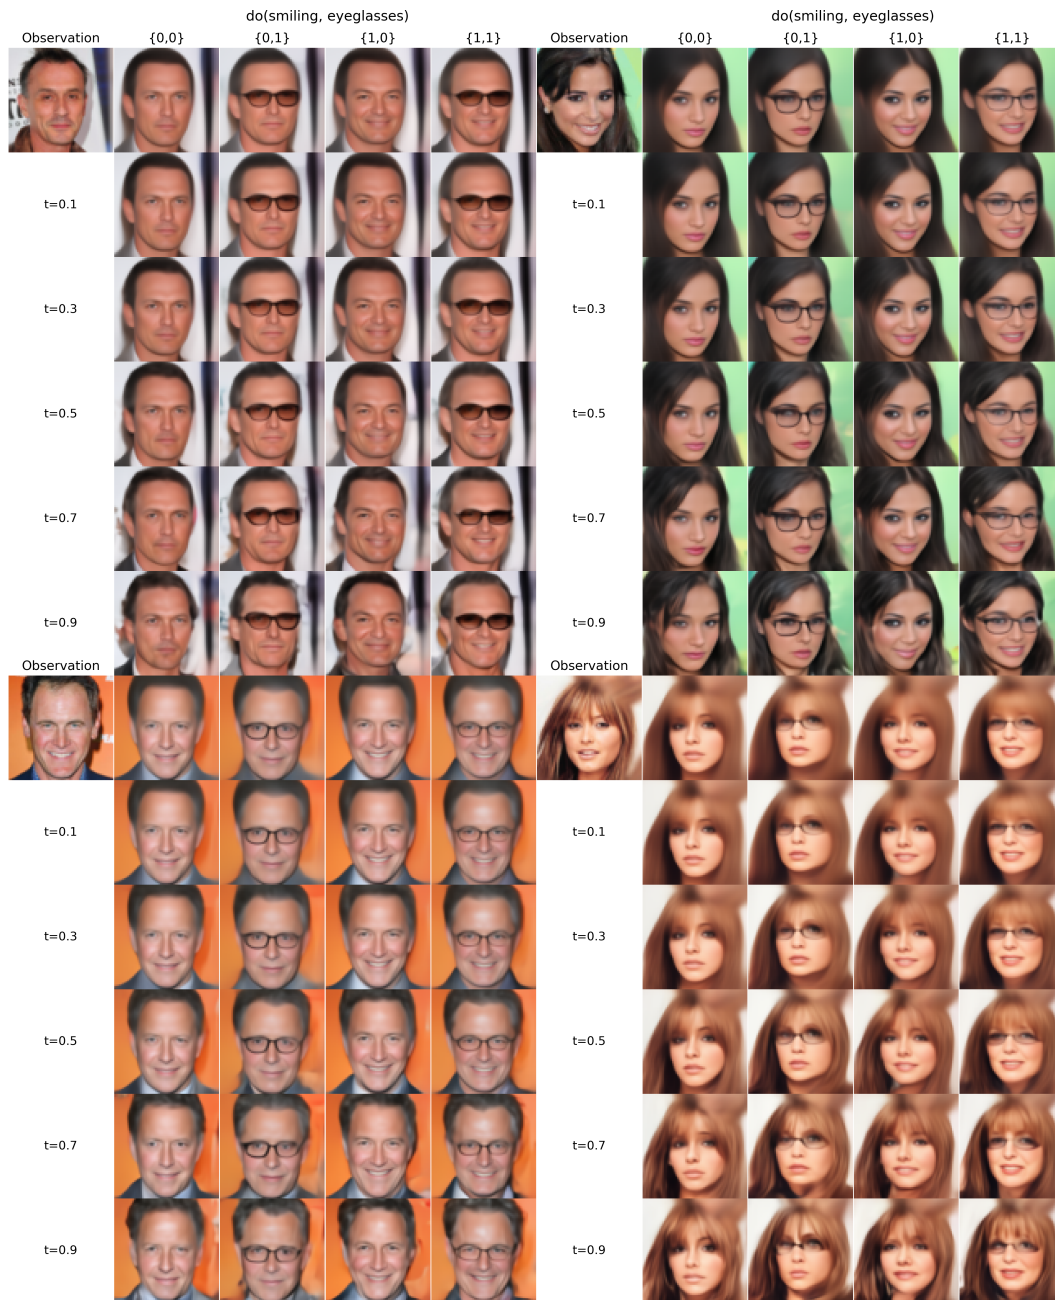 do(smiling, eyeglasses) do(smiling, eyeglasses)
Observation {0,0} {0,1} {1,0} {1,1} Observation {0,0} {0,1} {1,0} {1,1}
t=0.1 t=0.1
t=0.3 t=0.3
t=0.5 t=0.5
t=0.7 t=0.7
t=0.9 t=0.9
Observation Observation
t=0.1 t=0.1
t=0.3 t=0.3
t=0.5 t=0.5
t=0.7 t=0.7
t=0.9 t=0.9